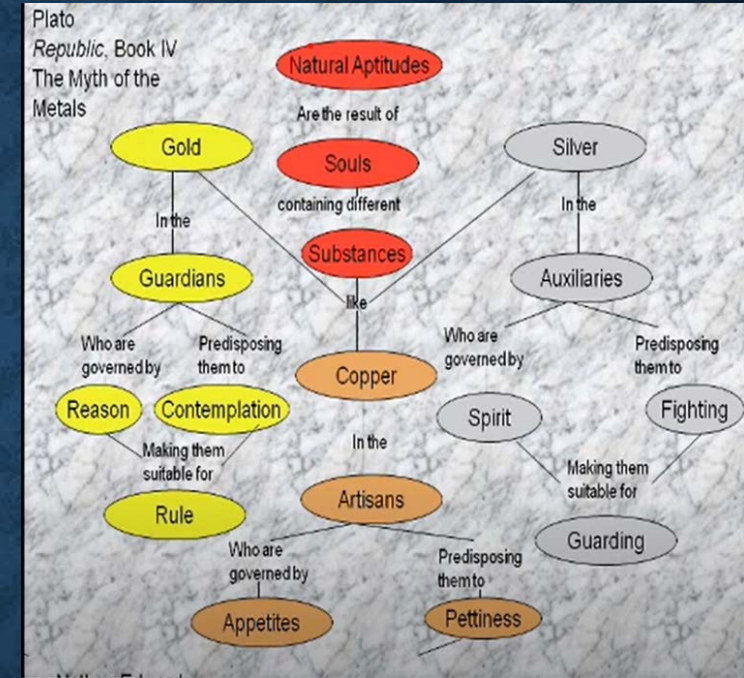 Plato
Republic, Book IV
The Myth of the
Metals
Natural Aptitudes
Are the result of
Souls
containing different
Substances
like
Gold
In the
Guardians
Who are
governed by
Predisposing
them to
Reason
Contemplation
Making them
suitable for
Rule
Copper
In the
Artisans
Who are
governed by
Predisposing
them to
Appetites
Pettiness
Silver
In the
Auxiliaries
Who are
governed by
Predisposing
them to
Spirit
Fighting
Making them
suitable for
Guarding